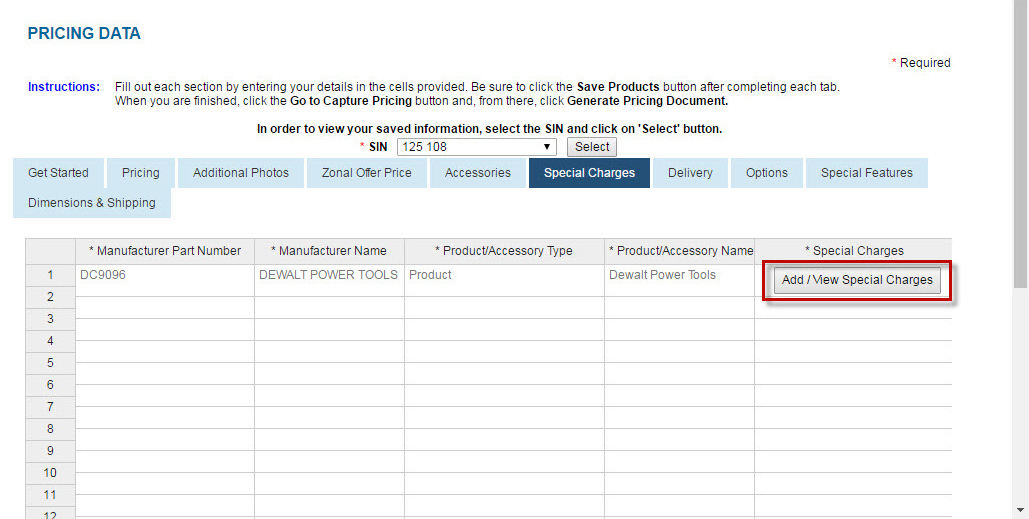 PRICING DATA
* Required
Instructions: Fill out each section by entering your details in the cells provided. Be sure to click the Save Products button after completing each tab.
When you are finished, click the Go to Capture Pricing button and, from there, click Generate Pricing Document.
In order to view your saved information, select the SIN and click on 'Select' button.
* SIN 125 108 Select
Get Started Pricing Additional Photos Zonal Offer Price Accessories Special Charges Delivery Options Special Features
Dimensions & Shipping
* Manufacturer Part Number * Manufacturer Name * Product/Accessory Type * Product/Accessory Name * Special Charges
1 DC9096 DEWALT POWER TOOLS Product Dewalt Power Tools Add / View Special Charges
2
3
4
5
6
7
8
9
10
11
12